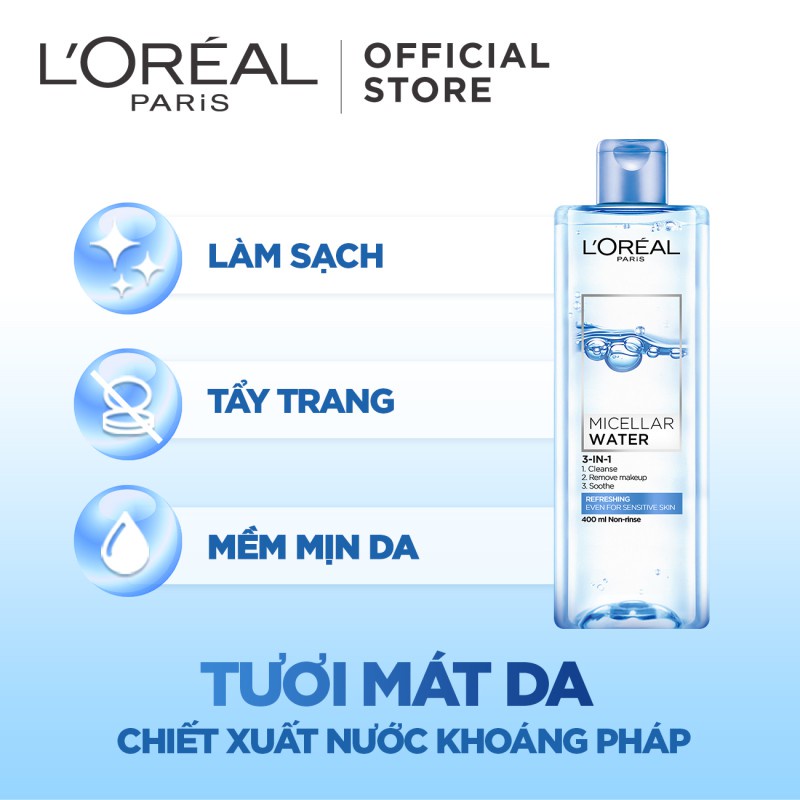 L'ORÉAL
PARiS
OFFICIAL
STORE
LÀM SẠCH
TẨY TRANG
MỀM MỊN DA
L'ORÉAL
PARiS
MICELLAR
WATER
3-IN-1
1. Cleanse
2. Remove makeup
3. Soothe
REFRESHING
EVEN FOR SENSITIVE SKIN
400 ml Non-rinse
TƯƠI MÁT DA
CHIẾT XUẤT NƯỚC KHOÁNG PHÁP